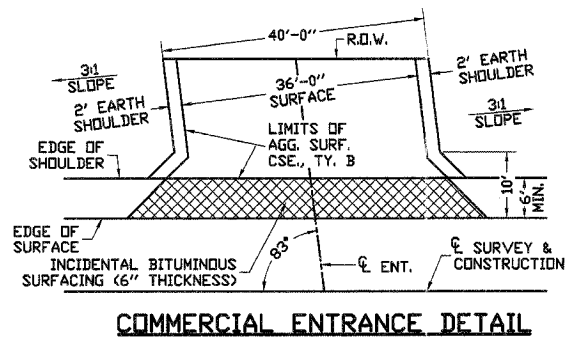 40'-0"
R.O.W.
3:1
SLOPE
2' EARTH
SHOULDER
36'-0"
SURFACE
2' EARTH
SHOULDER
3:1
SLOPE
LIMITS OF
AGG. SURF.
CSE., TY. B
EDGE OF
SHOULDER
10'
6'
MIN.
EDGE OF
SURFACE
INCIDENTAL BITUMINOUS
SURFACING (6" THICKNESS)
83°
℄ ENT.
℄ SURVEY &
CONSTRUCTION
COMMERCIAL ENTRANCE DETAIL